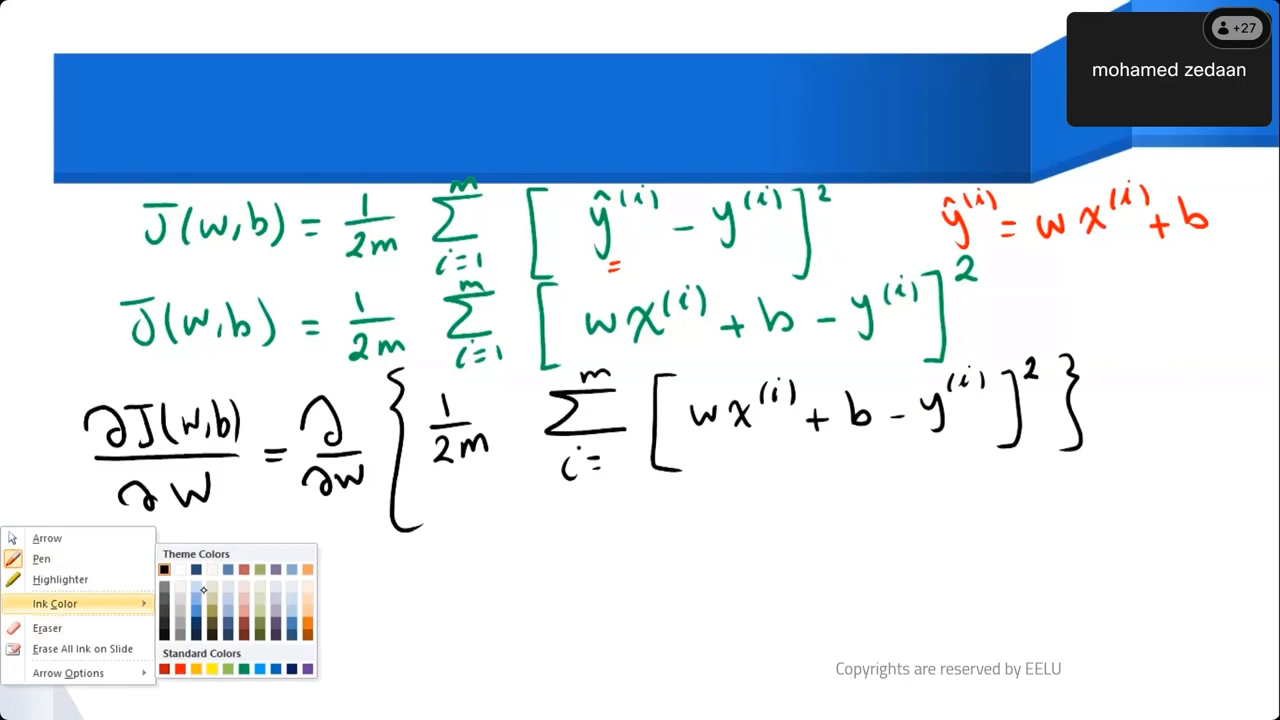 +27
mohamed zedaan
J(w,b) = 1/2m Σ_{i=1}^{m} [ ŷ^(i) - y^(i) ]^2
ŷ^(i) = wx^(i) + b
J(w,b) = 1/2m Σ_{i=1}^{m} [ wx^(i) + b - y^(i) ]^2
∂J(w,b)/∂w = ∂/∂w { 1/2m Σ_{i=}^{m} [ wx^(i) + b - y^(i) ]^2 }
Arrow
Pen
Highlighter
Ink Color
Eraser
Erase All Ink on Slide
Arrow Options
Theme Colors
Standard Colors
Copyrights are reserved by EELU